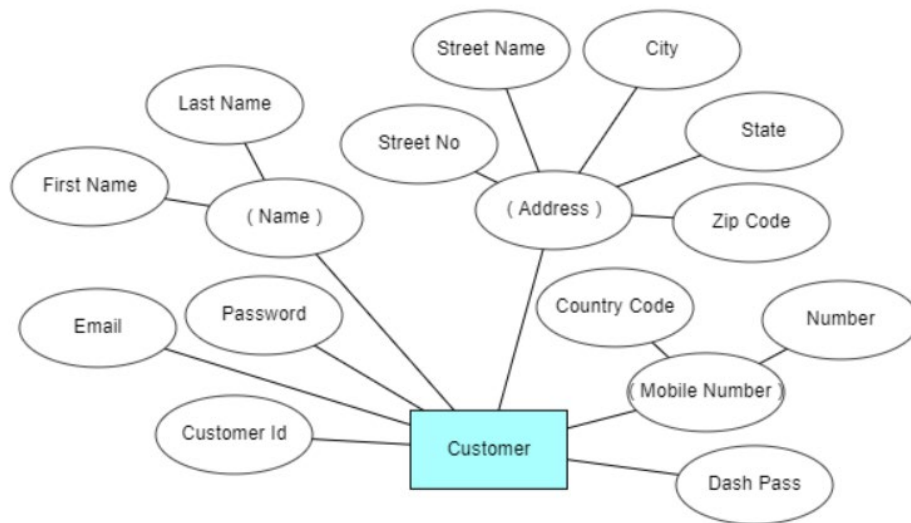 Street Name
City
Last Name
State
Street No
First Name
( Name )
( Address )
Zip Code
Country Code
Number
Email
Password
( Mobile Number )
Customer Id
Customer
Dash Pass